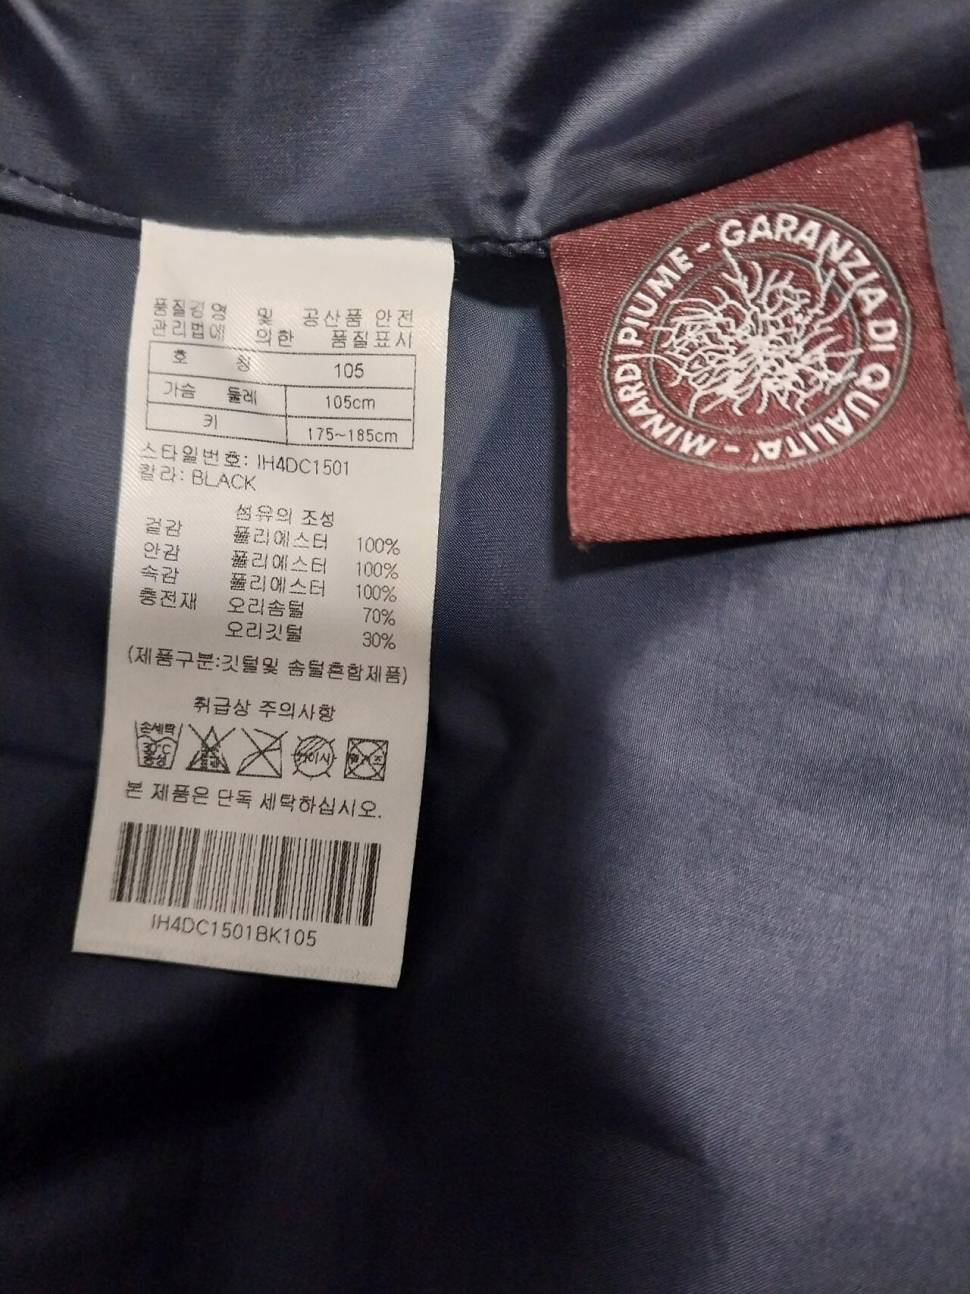 품질경영 및 공산품 안전
관리법에 의한 품질표시
호 칭 105
가슴 둘레 105cm
키 175~185cm
스타일번호: IH4DC1501
칼라: BLACK
섬유의 조성
겉감 폴리에스터 100%
안감 폴리에스터 100%
속감 폴리에스터 100%
충전재 오리솜털 70%
오리깃털 30%
(제품구분:깃털및 솜털혼합제품)
취급상 주의사항
손세탁
30°C
중성
본 제품은 단독 세탁하십시오.
IH4DC1501BK105
MINARDI PIUME - GARANZIA DI QUALITA' -